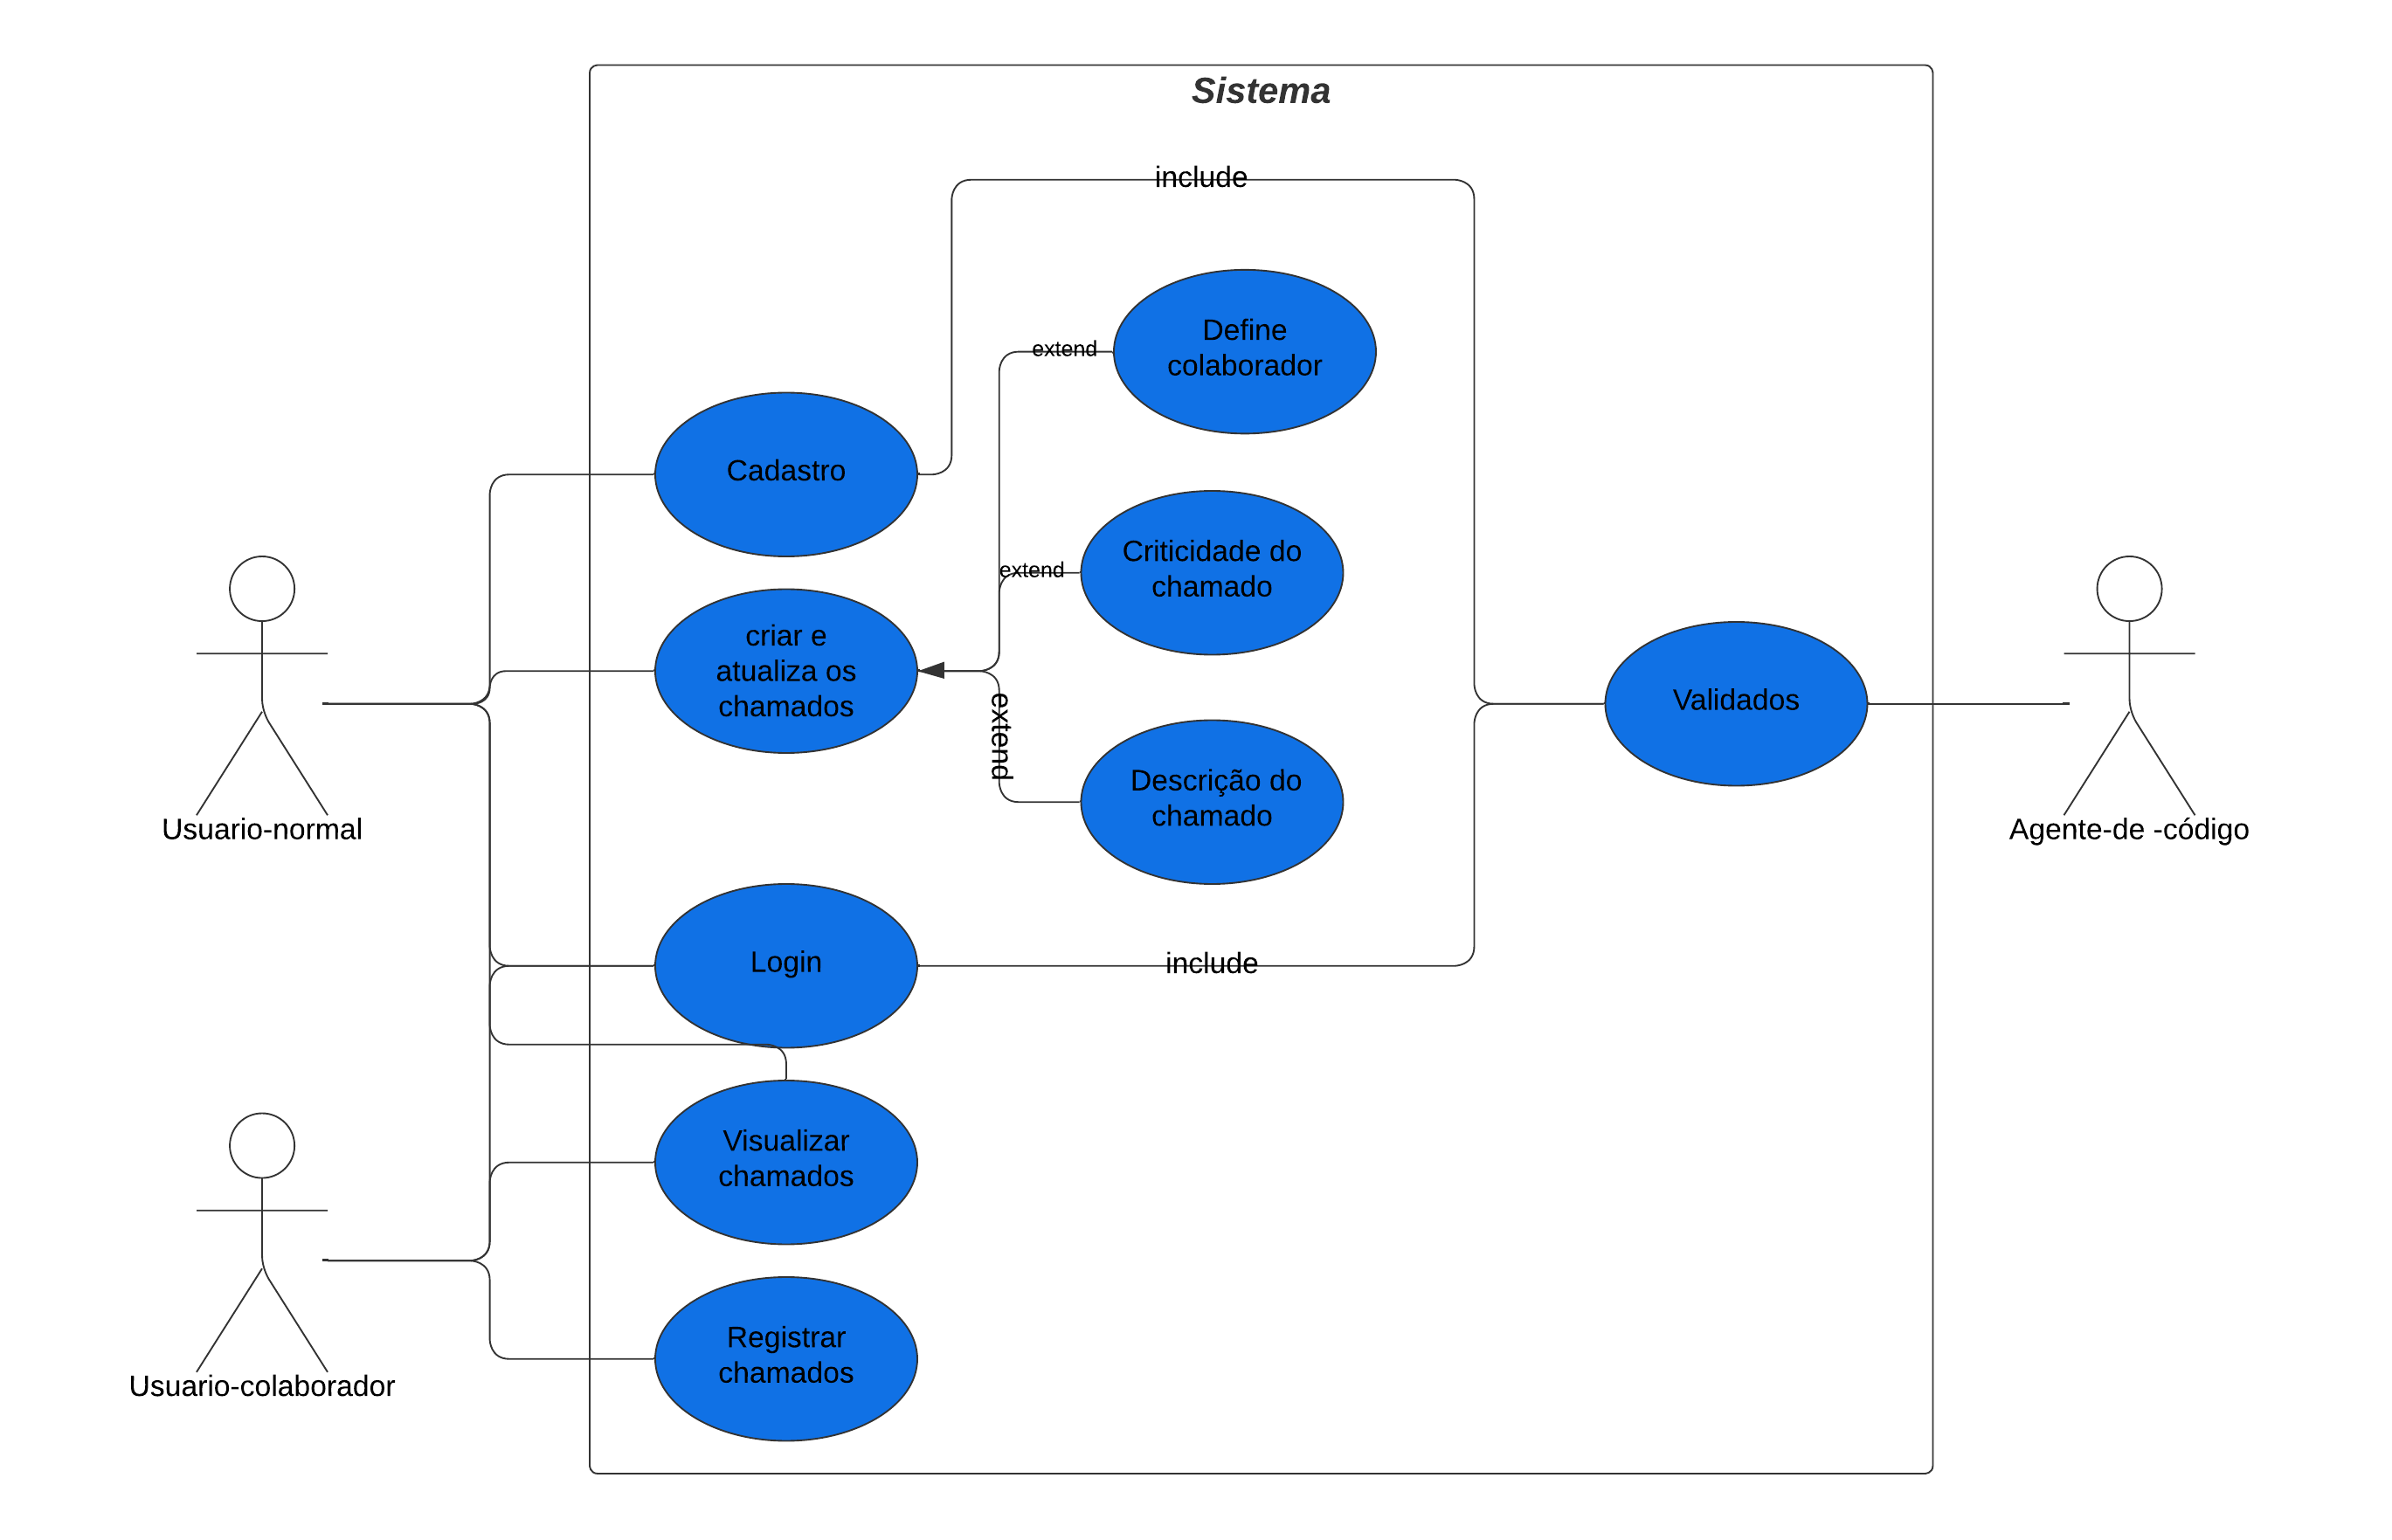 Sistema
include
extend
Define
colaborador
Cadastro
extend
Criticidade do
chamado
criar e
atualiza os
chamados
extend
Descrição do
chamado
Validados
Usuario-normal
Agente-de -código
Login
include
Visualizar
chamados
Registrar
chamados
Usuario-colaborador